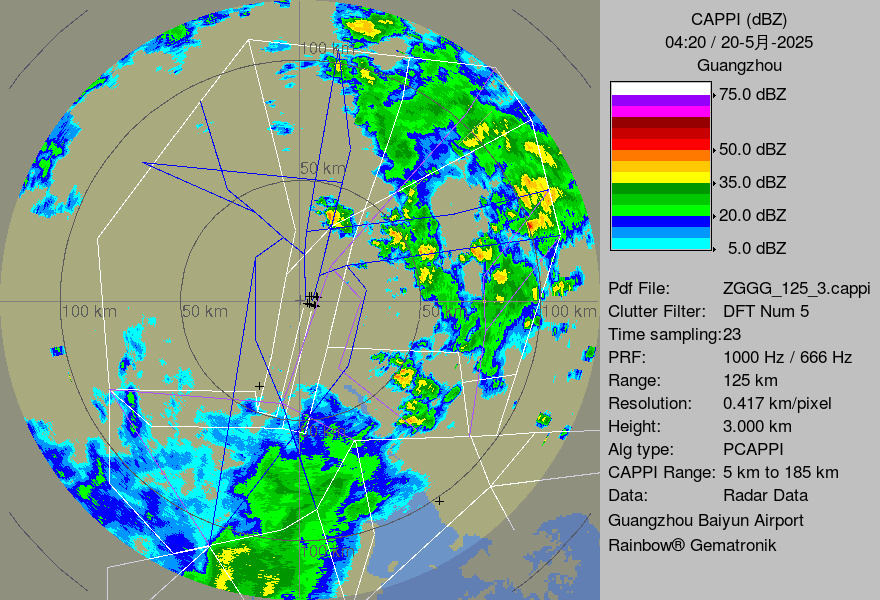 CAPPI (dBZ)
04:20 / 20-5月-2025
Guangzhou
75.0 dBZ
50.0 dBZ
35.0 dBZ
20.0 dBZ
5.0 dBZ
Pdf File: ZGGG_125_3.cappi
Clutter Filter: DFT Num 5
Time sampling:23
PRF: 1000 Hz / 666 Hz
Range: 125 km
Resolution: 0.417 km/pixel
Height: 3.000 km
Alg type: PCAPPI
CAPPI Range: 5 km to 185 km
Data: Radar Data
Guangzhou Baiyun Airport
Rainbow® Gematronik
100 km
50 km
100 km
50 km
50 km
100 km
50 km
100 km